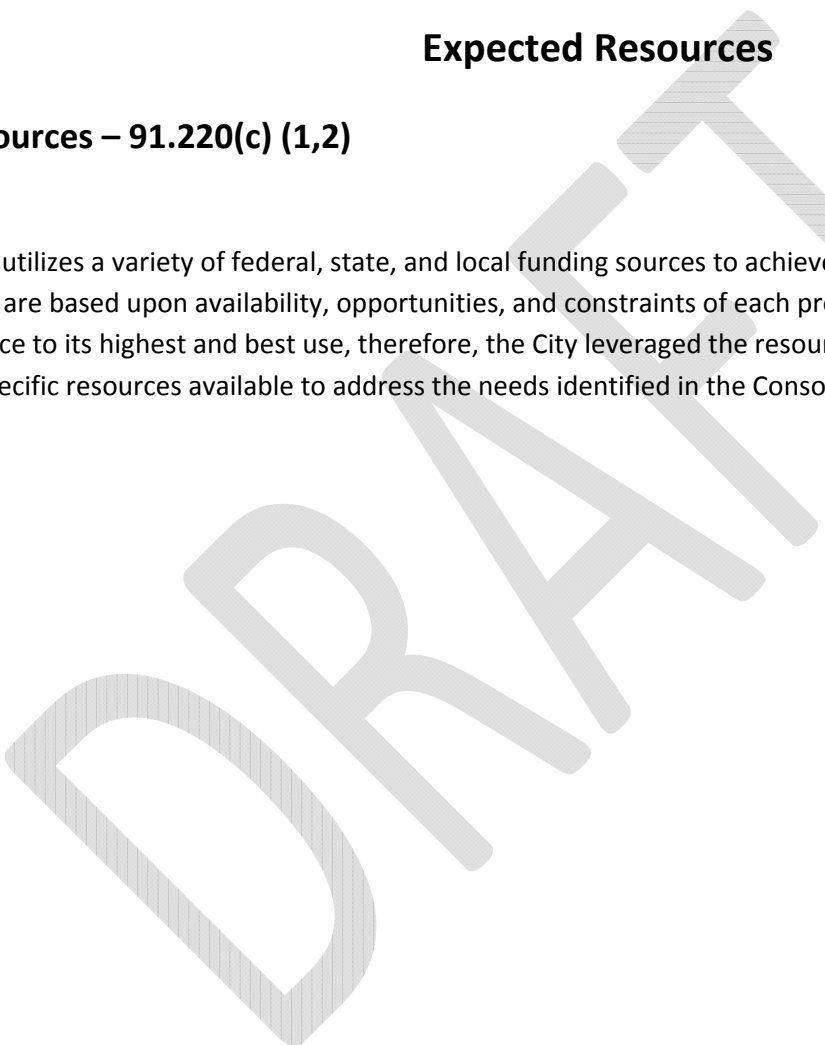 Expected Resources
ources – 91.220(c) (1,2)
utilizes a variety of federal, state, and local funding sources to achieve
are based upon availability, opportunities, and constraints of each pr
ce to its highest and best use, therefore, the City leveraged the resour
pecific resources available to address the needs identified in the Conso
DRAFT